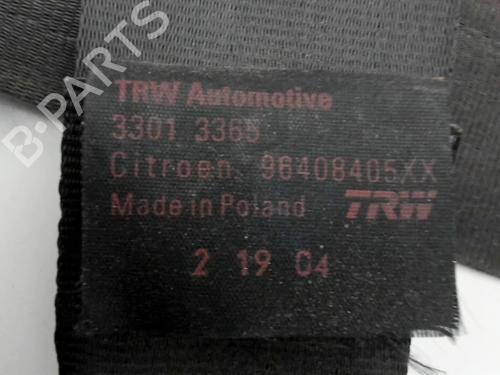 TRW Automotive
3301 3365
Citroen 96408405XX
Made in Poland TRW
2 19 04
B-PARTS